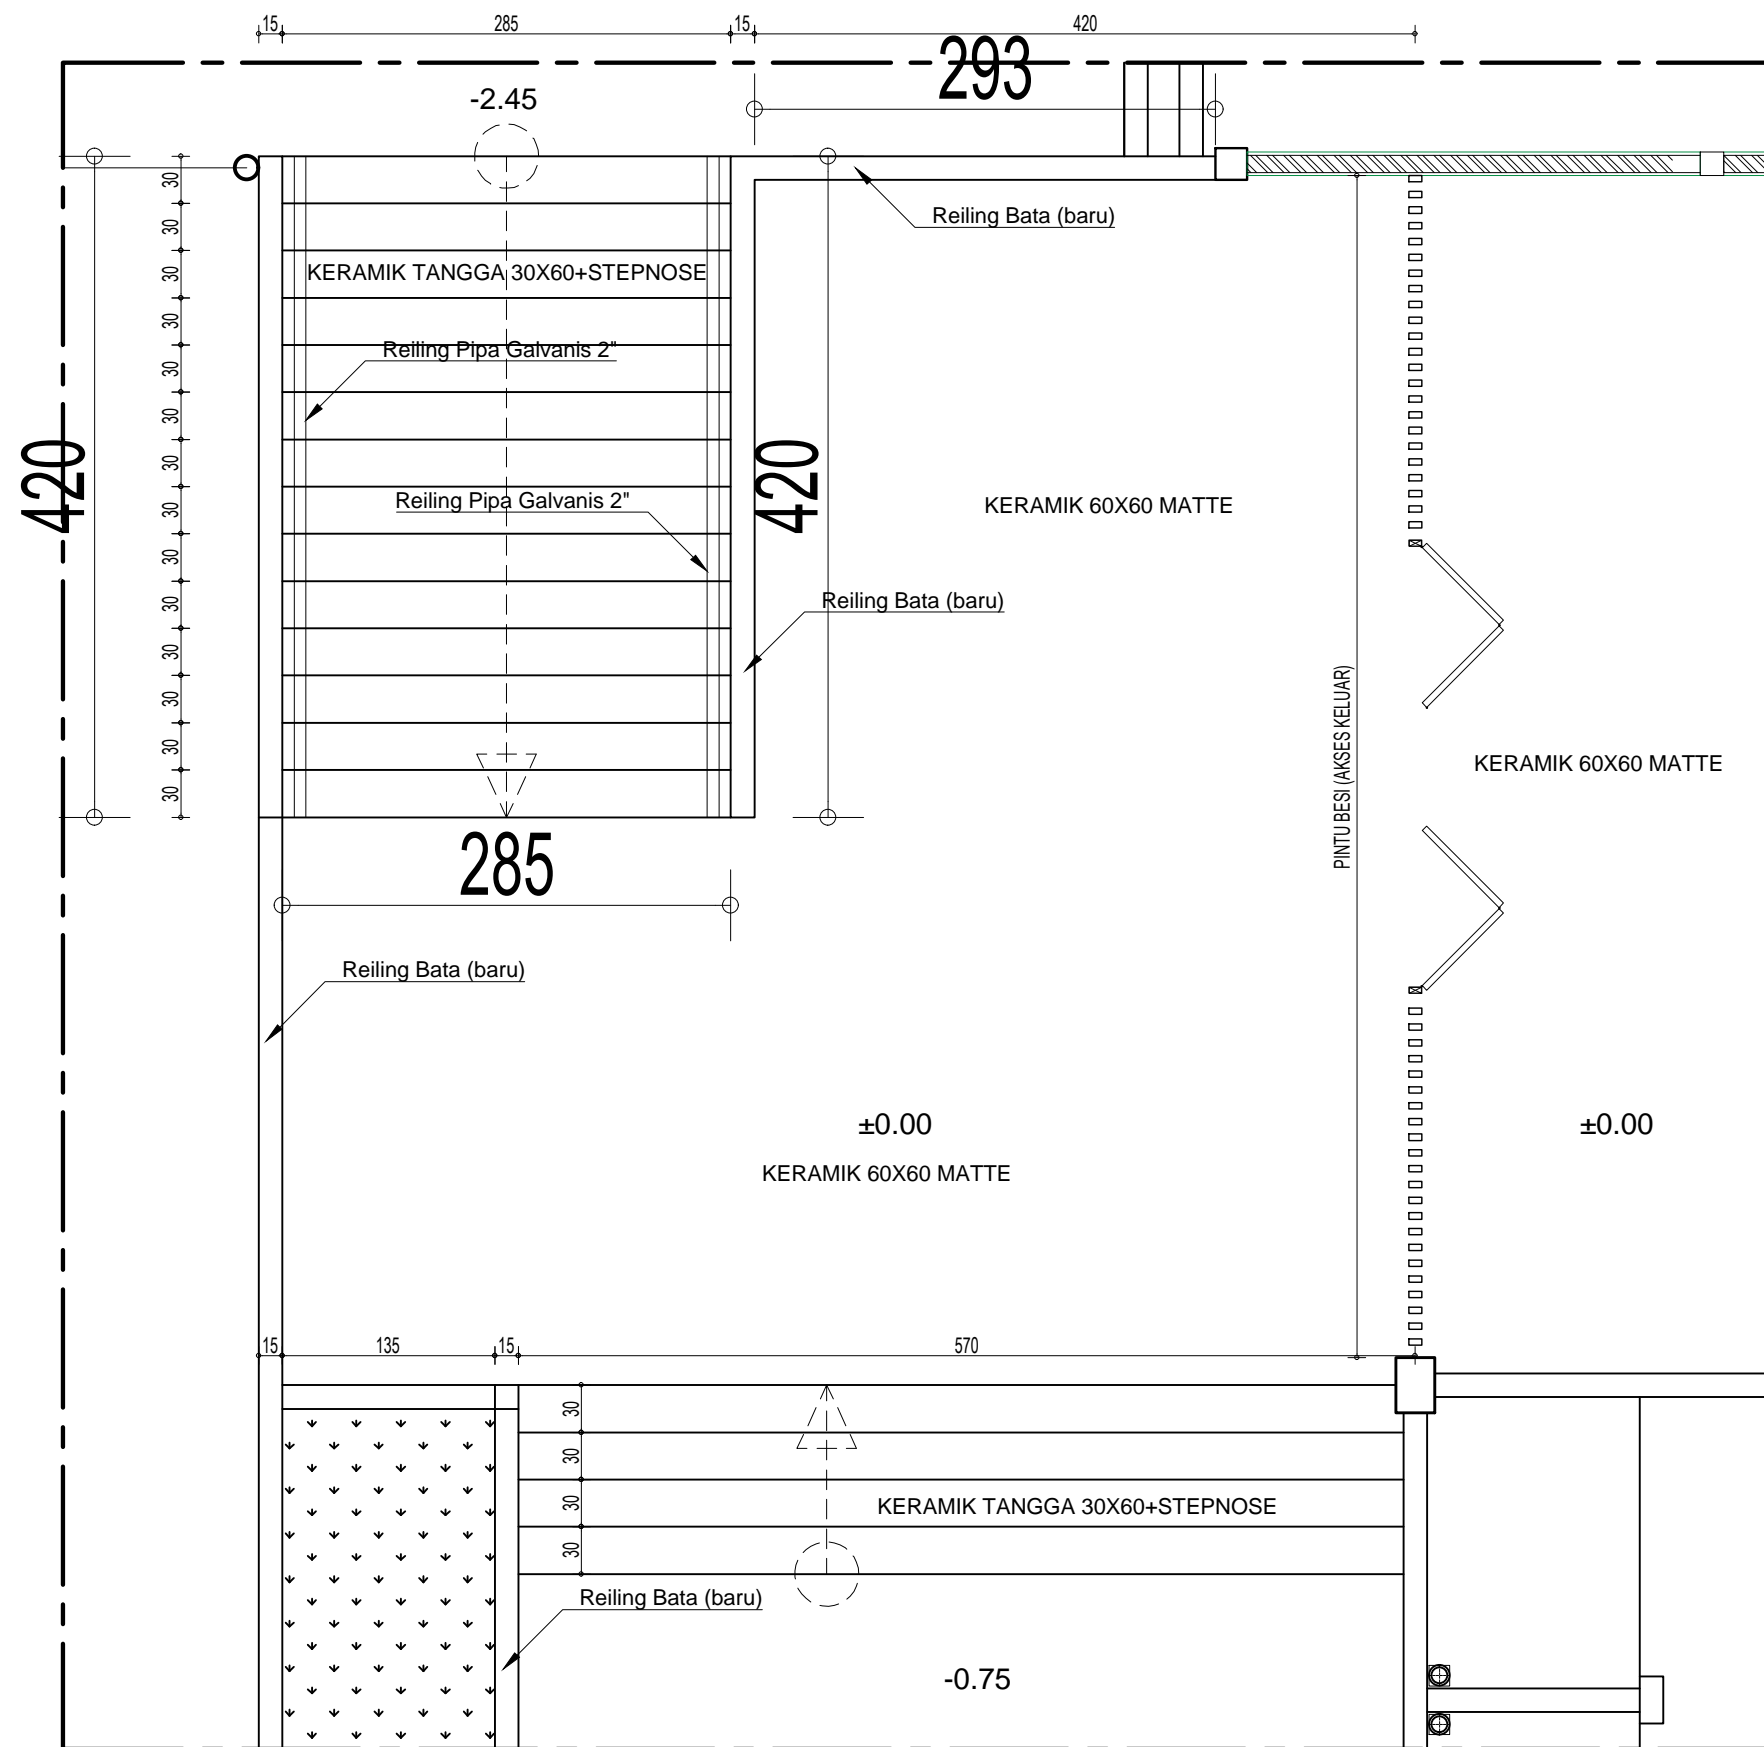 15
285
15
420
293
-2.45
30
Reiling Bata (baru)
30
KERAMIK TANGGA 30X60+STEPNOSE
30
30
Reiling Pipa Galvanis 2"
30
30
420
30
420
Reiling Pipa Galvanis 2"
KERAMIK 60X60 MATTE
30
30
Reiling Bata (baru)
30
30
30
PINTU BESI (AKSES KELUAR)
30
KERAMIK 60X60 MATTE
30
285
Reiling Bata (baru)
±0.00
±0.00
KERAMIK 60X60 MATTE
15
135
15
570
30
30
30
KERAMIK TANGGA 30X60+STEPNOSE
30
Reiling Bata (baru)
-0.75